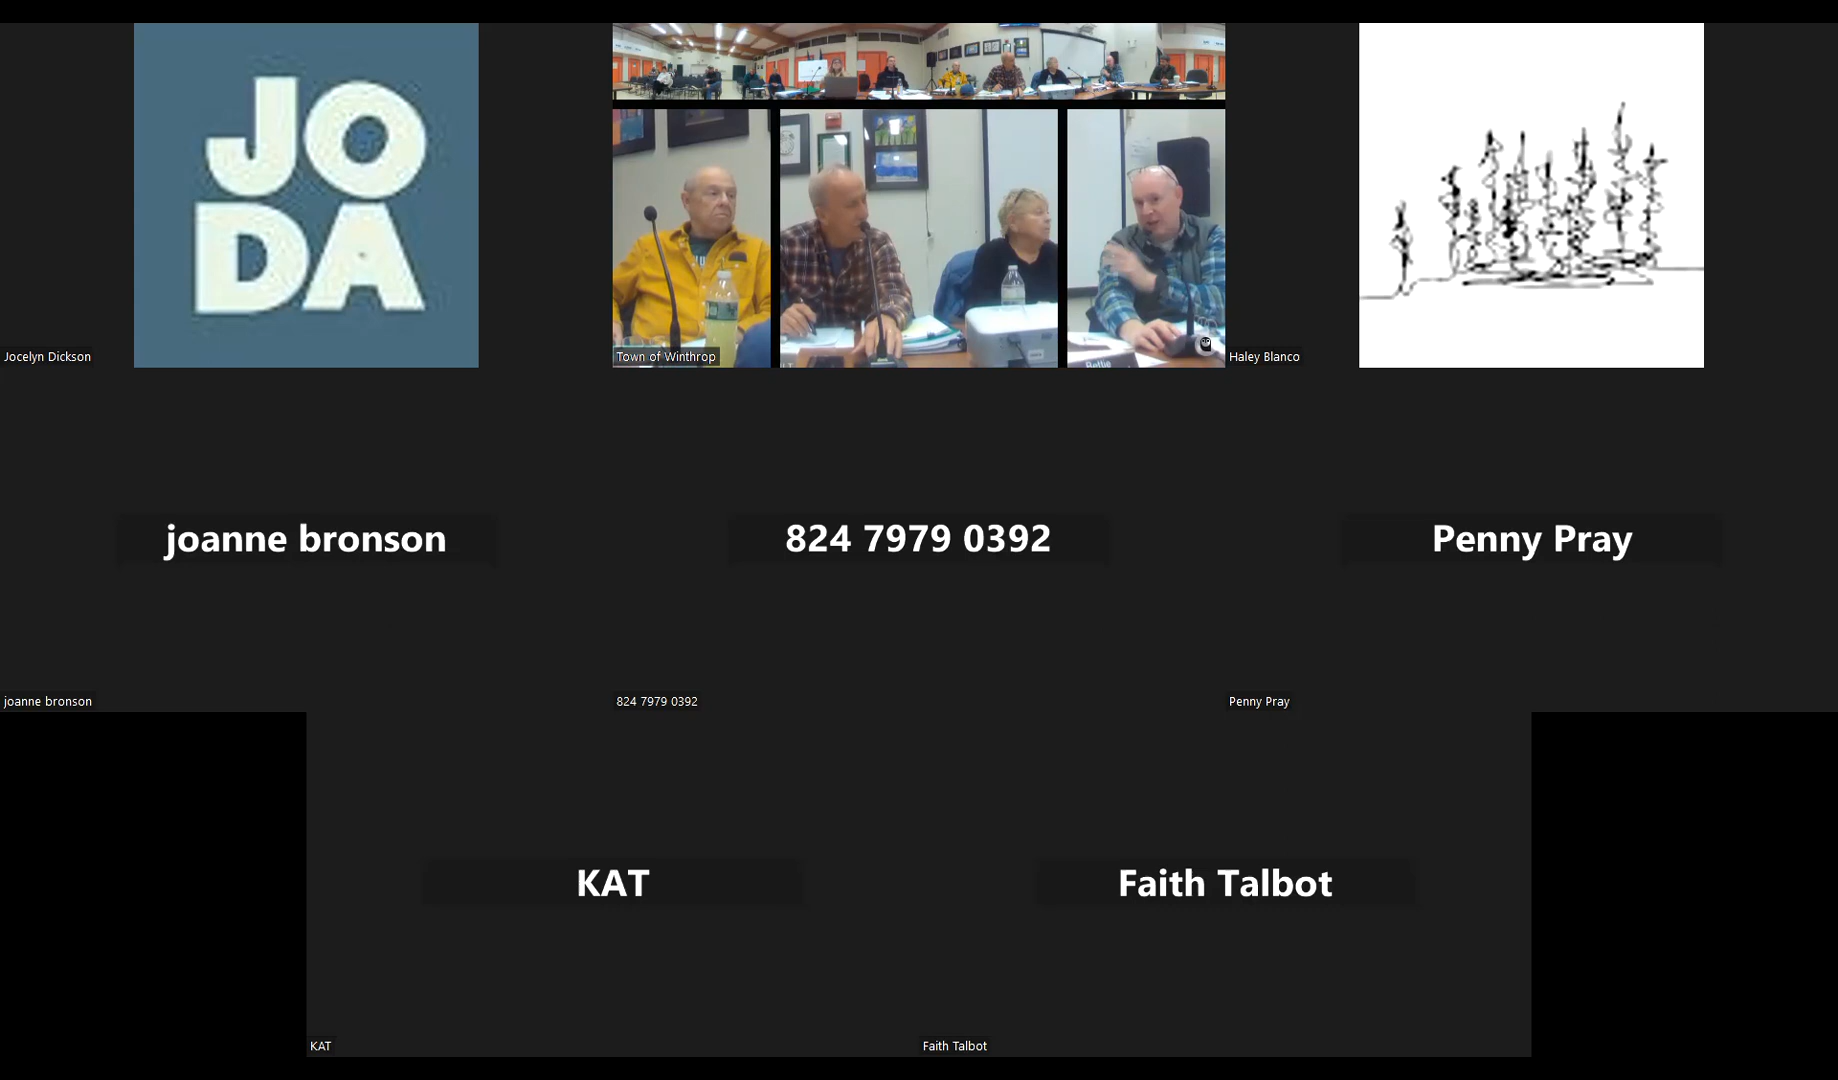 JO
DA
Jocelyn Dickson
Town of Winthrop
Bettie
Haley Blanco
joanne bronson
824 7979 0392
Penny Pray
joanne bronson
824 7979 0392
Penny Pray
KAT
Faith Talbot
KAT
Faith Talbot